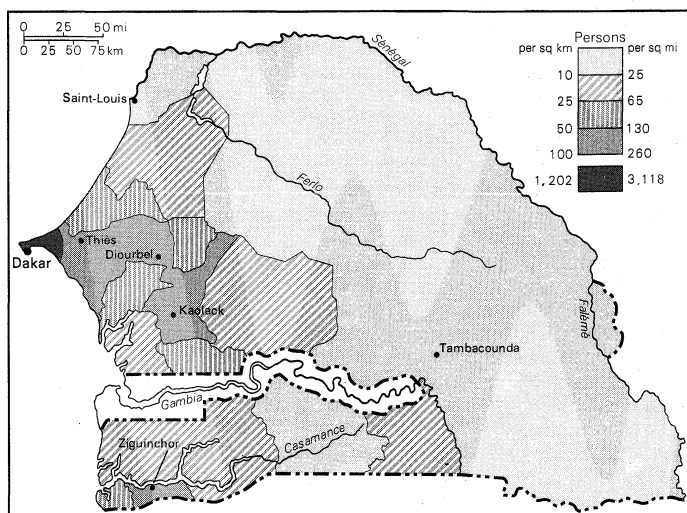 0 25 50 mi
0 25 50 75 km
Persons
per sq km per sq mi
10 25
25 65
50 130
100 260
1,202 3,118
Sénégal
Saint-Louis
Ferlo
Thiès
Diourbel
Dakar
Kaolack
Falémé
Tambacounda
Gambia
Ziguinchor
Casamance